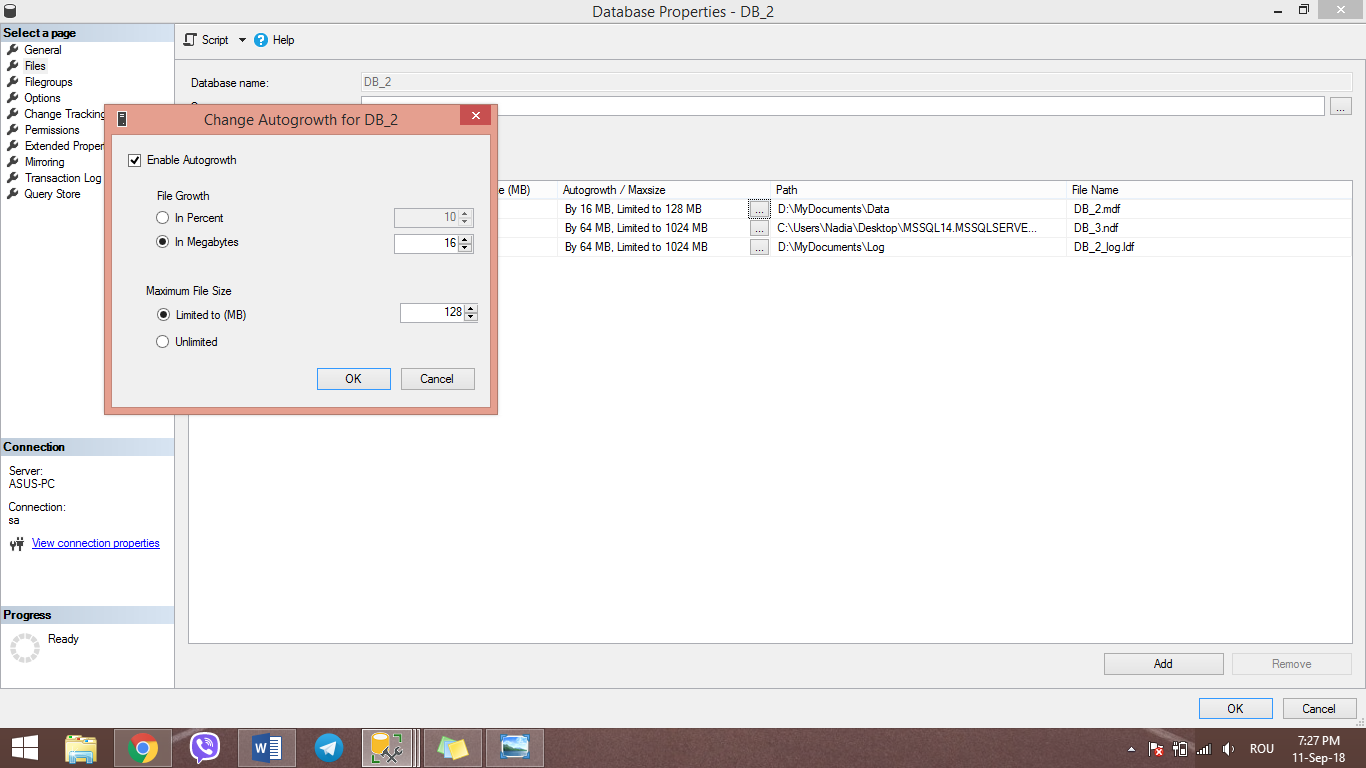 Database Properties - DB_2
Select a page
General
Files
Filegroups
Options
Change Tracking
Permissions
Extended Proper
Mirroring
Transaction Log
Query Store
Script
Help
Database name:
DB_2
...
Change Autogrowth for DB_2
Enable Autogrowth
File Growth
In Percent
10
In Megabytes
16
Maximum File Size
Limited to (MB)
128
Unlimited
OK
Cancel
e (MB)
Autogrowth / Maxsize
Path
File Name
By 16 MB, Limited to 128 MB
...
D:\MyDocuments\Data
DB_2.mdf
By 64 MB, Limited to 1024 MB
...
C:\Users\Nadia\Desktop\MSSQL14.MSSQLSERVE...
DB_3.ndf
By 64 MB, Limited to 1024 MB
...
D:\MyDocuments\Log
DB_2_log.ldf
Connection
Server:
ASUS-PC
Connection:
sa
View connection properties
Progress
Ready
Add
Remove
OK
Cancel
ROU
7:27 PM
11-Sep-18